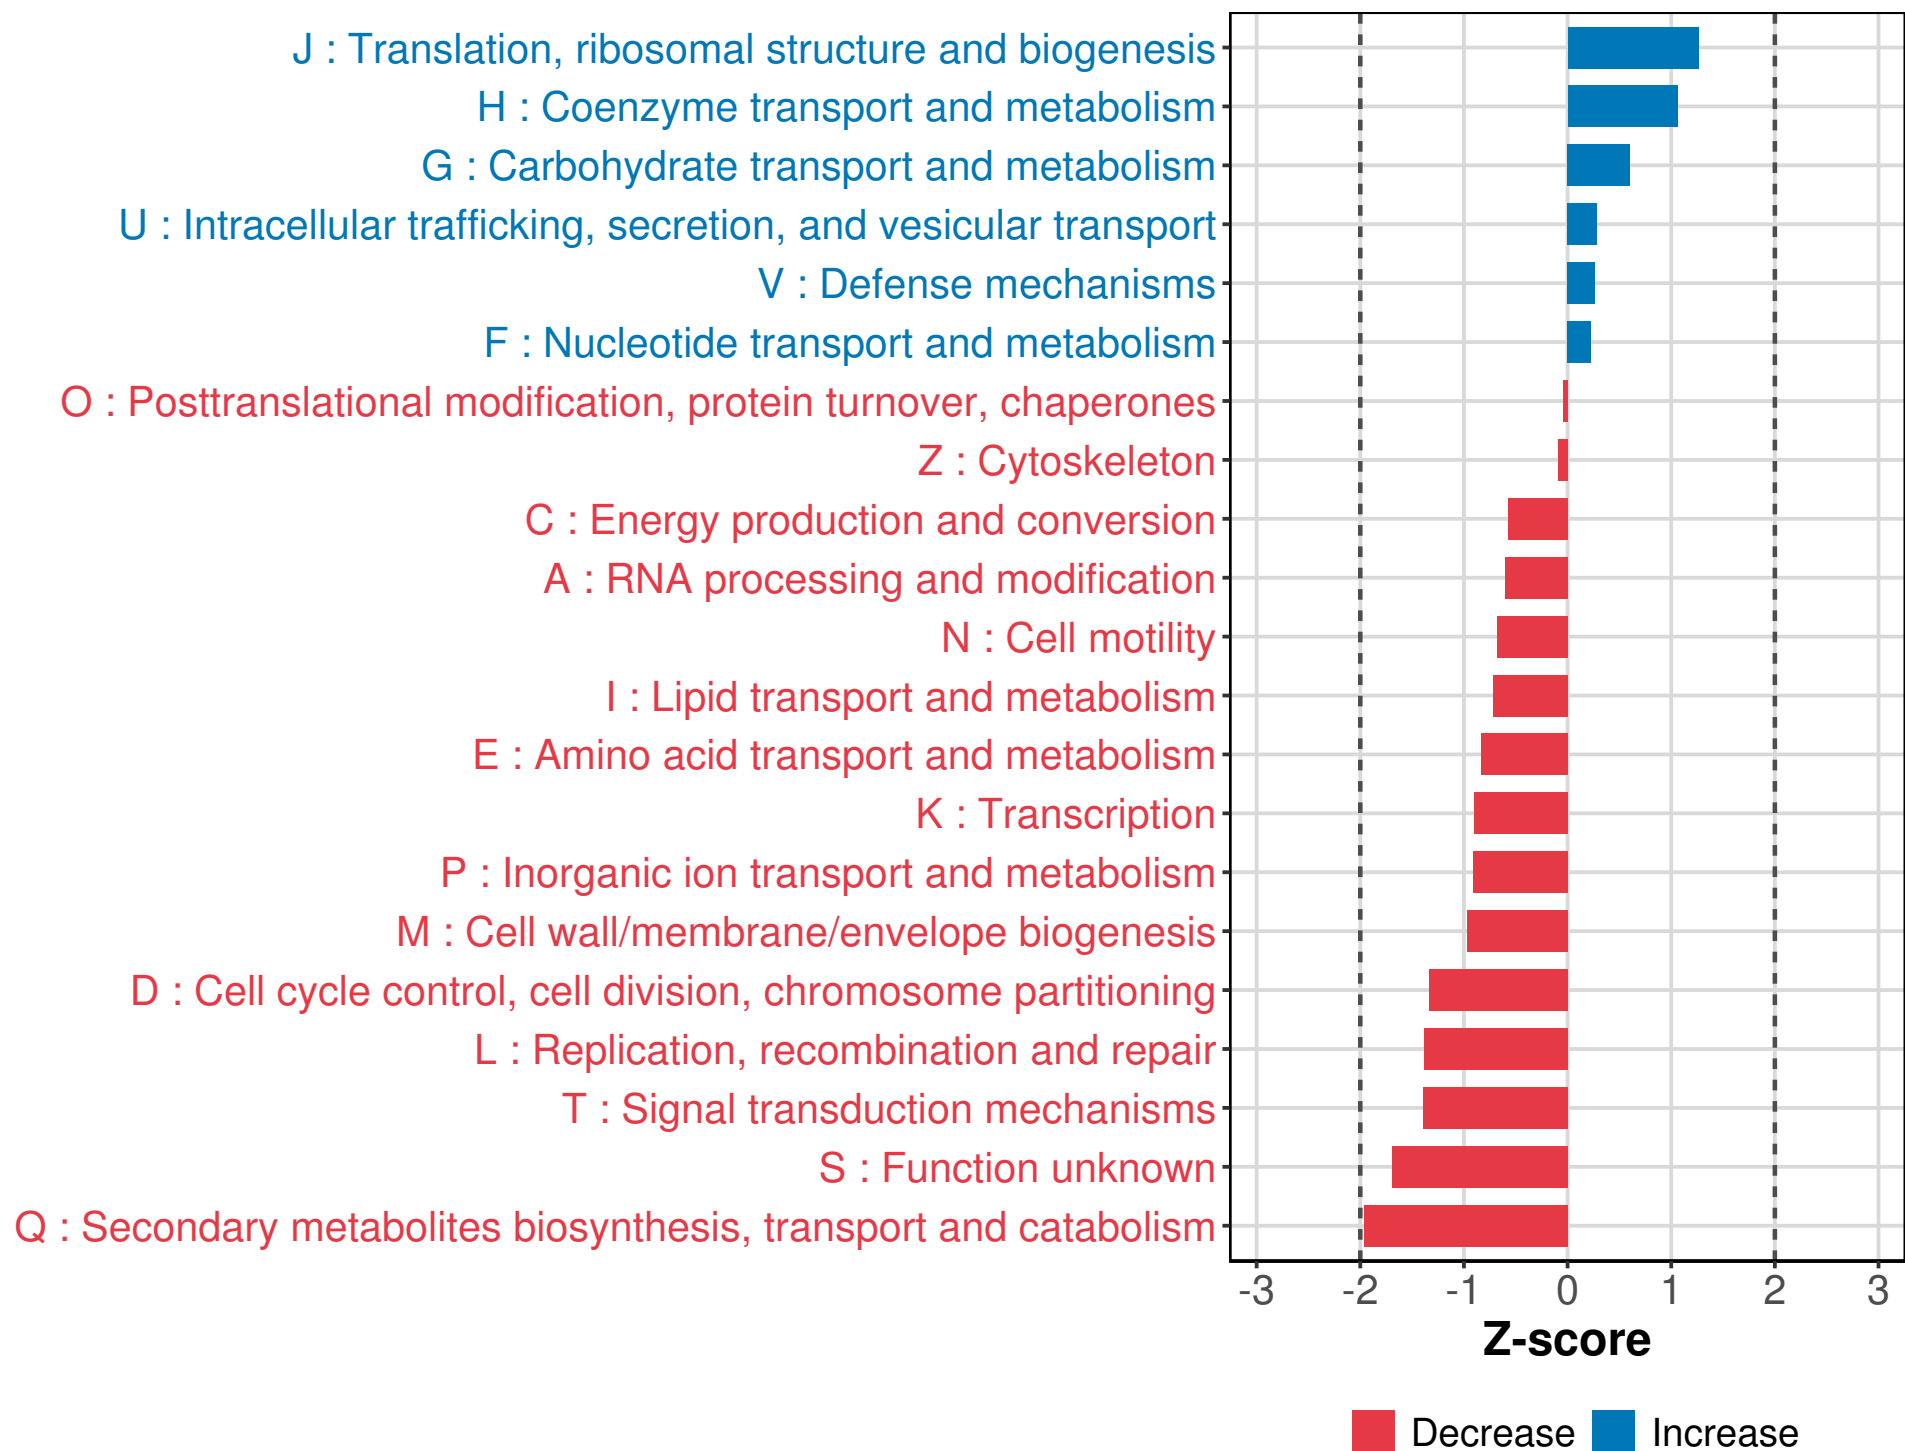 J : Translation, ribosomal structure and biogenesis
H : Coenzyme transport and metabolism
G : Carbohydrate transport and metabolism
U : Intracellular trafficking, secretion, and vesicular transport
V : Defense mechanisms
F : Nucleotide transport and metabolism
O : Posttranslational modification, protein turnover, chaperones
Z : Cytoskeleton
C : Energy production and conversion
A : RNA processing and modification
N : Cell motility
I : Lipid transport and metabolism
E : Amino acid transport and metabolism
K : Transcription
P : Inorganic ion transport and metabolism
M : Cell wall/membrane/envelope biogenesis
D : Cell cycle control, cell division, chromosome partitioning
L : Replication, recombination and repair
T : Signal transduction mechanisms
S : Function unknown
Q : Secondary metabolites biosynthesis, transport and catabolism
-3 -2 -1 0 1 2 3
Z-score
Decrease Increase